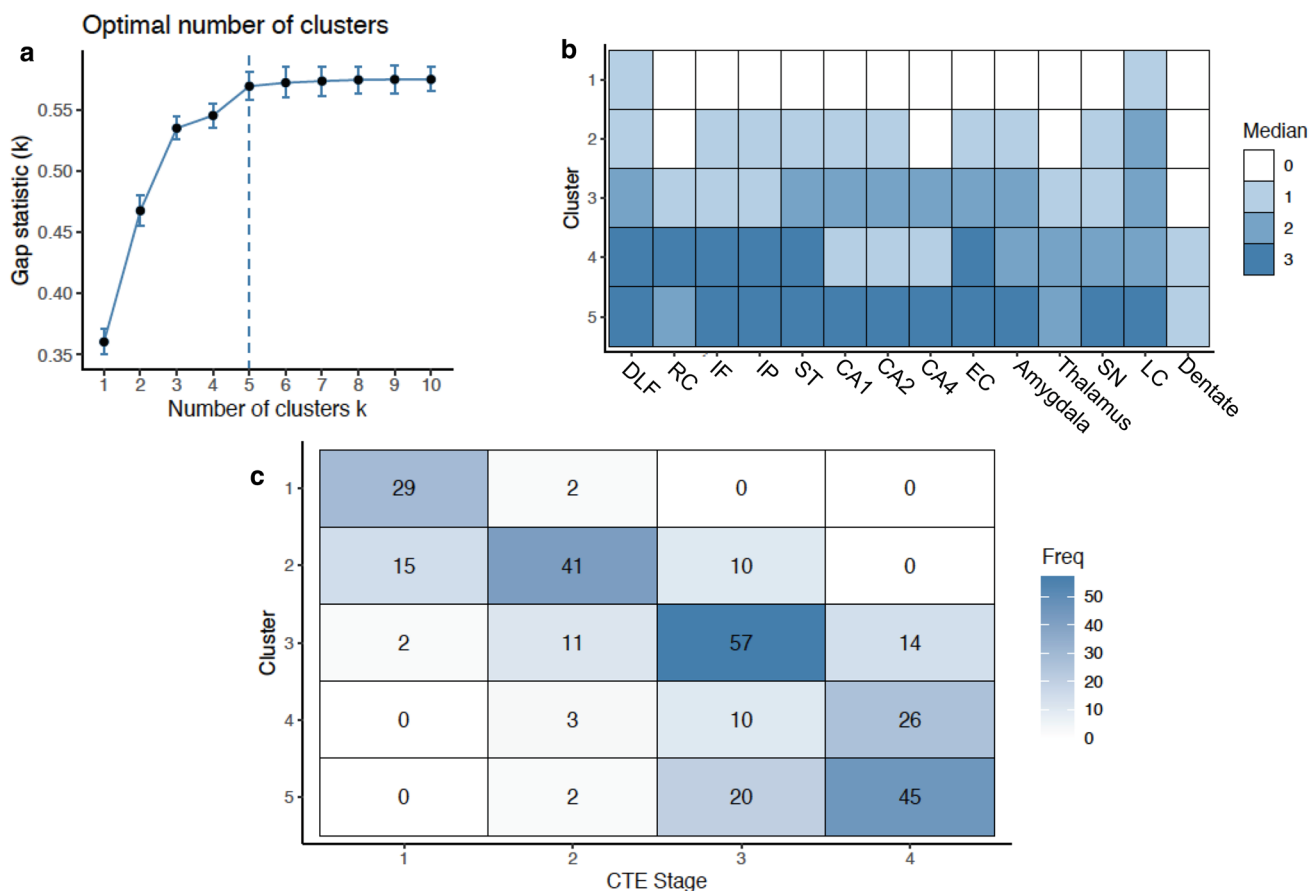 Optimal number of clusters
a
Gap statistic (k)
0.55
0.50
0.45
0.40
0.35
1 2 3 4 5 6 7 8 9 10
Number of clusters k
b
Cluster
1
2
3
4
5
DLF RC IF IP ST CA1 CA2 CA4 EC Amygdala Thalamus SN LC Dentate
Median
0
1
2
3
c
Cluster
1 29 2 0 0
2 15 41 10 0
3 2 11 57 14
4 0 3 10 26
5 0 2 20 45
1 2 3 4
CTE Stage
Freq
50
40
30
20
10
0